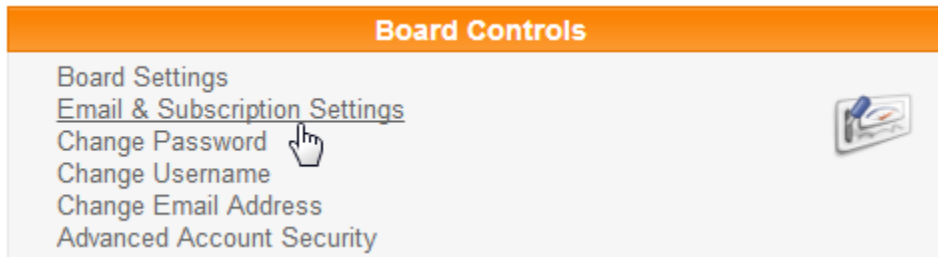 Board Controls
Board Settings
Email & Subscription Settings
Change Password
Change Username
Change Email Address
Advanced Account Security